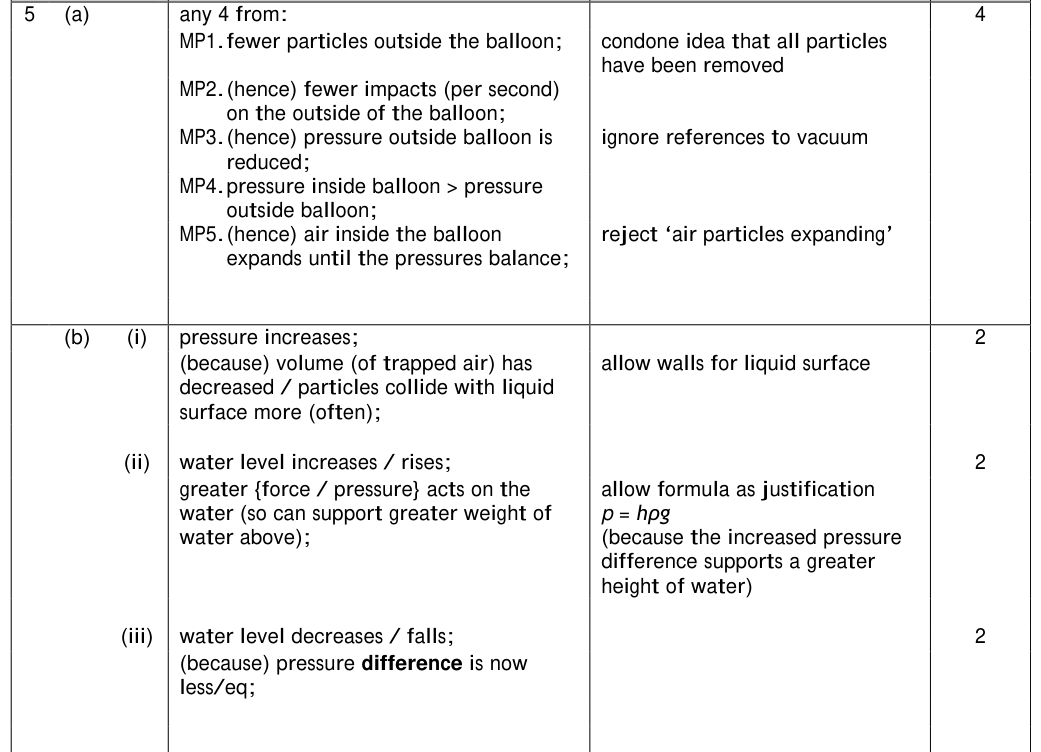 5 (a) any 4 from: 4
MP1. fewer particles outside the balloon; condone idea that all particles
have been removed
MP2. (hence) fewer impacts (per second)
on the outside of the balloon;
MP3. (hence) pressure outside balloon is ignore references to vacuum
reduced;
MP4. pressure inside balloon > pressure
outside balloon;
MP5. (hence) air inside the balloon reject ‘air particles expanding’
expands until the pressures balance;
(b) (i) pressure increases; 2
(because) volume (of trapped air) has allow walls for liquid surface
decreased / particles collide with liquid
surface more (often);
(ii) water level increases / rises; 2
greater {force / pressure} acts on the allow formula as justification
water (so can support greater weight of p = hρg
water above); (because the increased pressure
difference supports a greater
height of water)
(iii) water level decreases / falls; 2
(because) pressure difference is now
less/eq;